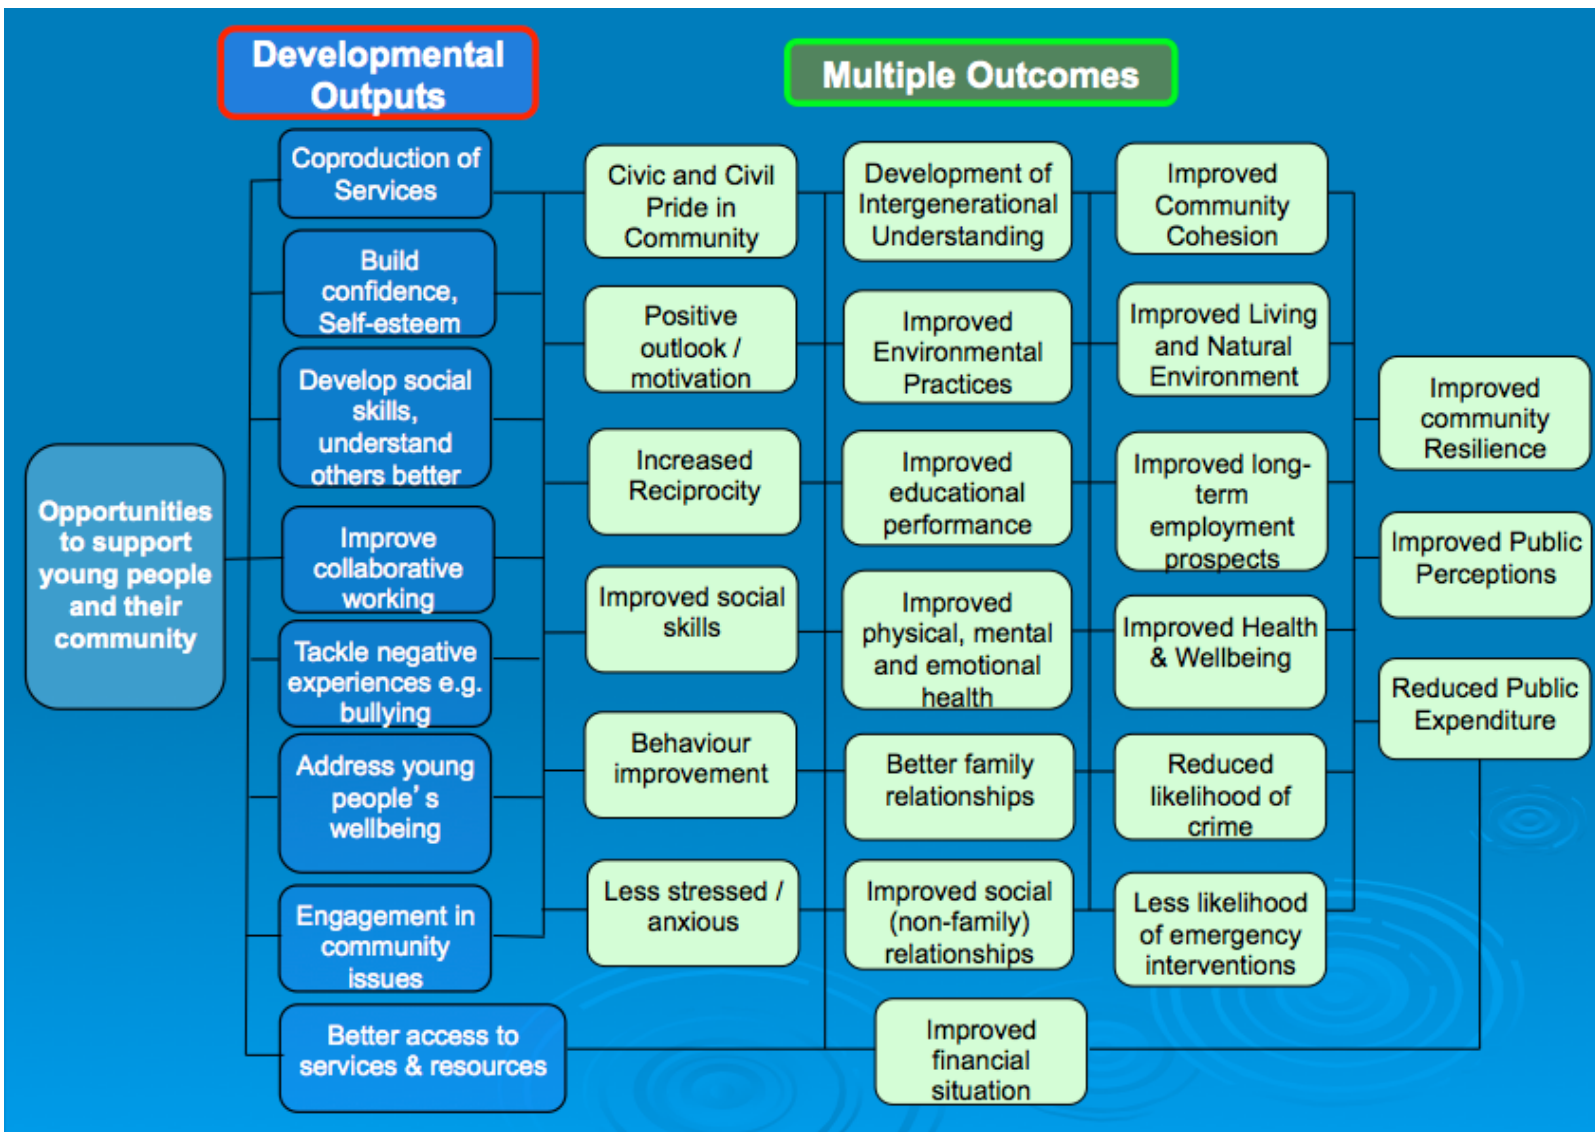 Developmental
Outputs
Multiple Outcomes
Opportunities
to support
young people
and their
community
Coproduction of
Services
Build
confidence,
Self-esteem
Develop social
skills,
understand
others better
Improve
collaborative
working
Tackle negative
experiences e.g.
bullying
Address young
people’s
wellbeing
Engagement in
community
issues
Better access to
services & resources
Civic and Civil
Pride in
Community
Positive
outlook /
motivation
Increased
Reciprocity
Improved social
skills
Behaviour
improvement
Less stressed /
anxious
Development of
Intergenerational
Understanding
Improved
Environmental
Practices
Improved
educational
performance
Improved
physical, mental
and emotional
health
Better family
relationships
Improved social
(non-family)
relationships
Improved
financial
situation
Improved
Community
Cohesion
Improved Living
and Natural
Environment
Improved long-
term
employment
prospects
Improved Health
& Wellbeing
Reduced
likelihood of
crime
Less likelihood
of emergency
interventions
Improved
community
Resilience
Improved Public
Perceptions
Reduced Public
Expenditure